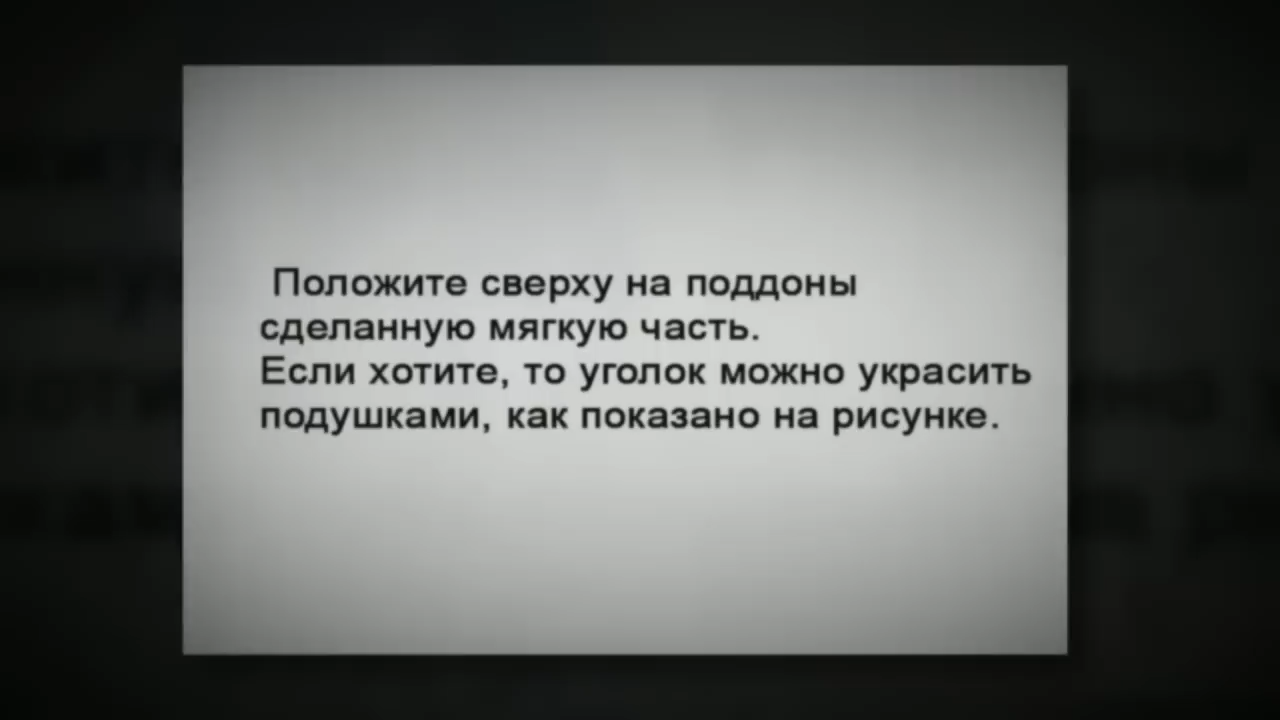 Положите сверху на поддоны
сделанную мягкую часть.
Если хотите, то уголок можно украсить
подушками, как показано на рисунке.